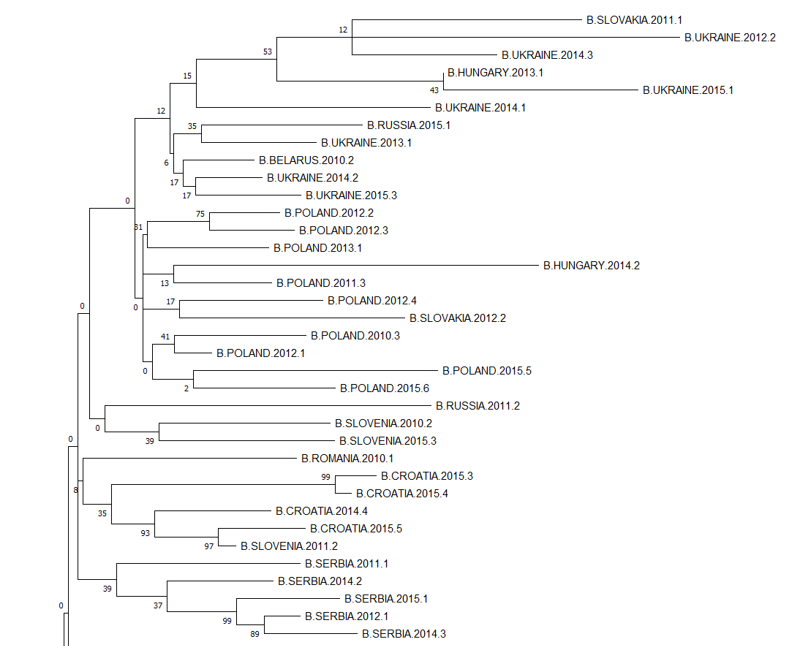 B.SLOVAKIA.2011.1
12
B.UKRAINE.2012.2
53
B.UKRAINE.2014.3
15
B.HUNGARY.2013.1
43
B.UKRAINE.2015.1
12
B.UKRAINE.2014.1
35
B.RUSSIA.2015.1
B.UKRAINE.2013.1
6
B.BELARUS.2010.2
17
B.UKRAINE.2014.2
17
B.UKRAINE.2015.3
0
75
B.POLAND.2012.2
31
B.POLAND.2012.3
B.POLAND.2013.1
B.HUNGARY.2014.2
13
B.POLAND.2011.3
17
B.POLAND.2012.4
0
0
B.SLOVAKIA.2012.2
41
B.POLAND.2010.3
B.POLAND.2012.1
0
B.POLAND.2015.5
2
B.POLAND.2015.6
B.RUSSIA.2011.2
0
B.SLOVENIA.2010.2
0
39
B.SLOVENIA.2015.3
B.ROMANIA.2010.1
99
B.CROATIA.2015.3
8
B.CROATIA.2015.4
35
B.CROATIA.2014.4
93
B.CROATIA.2015.5
97
B.SLOVENIA.2011.2
B.SERBIA.2011.1
39
B.SERBIA.2014.2
37
B.SERBIA.2015.1
0
99
B.SERBIA.2012.1
89
B.SERBIA.2014.3